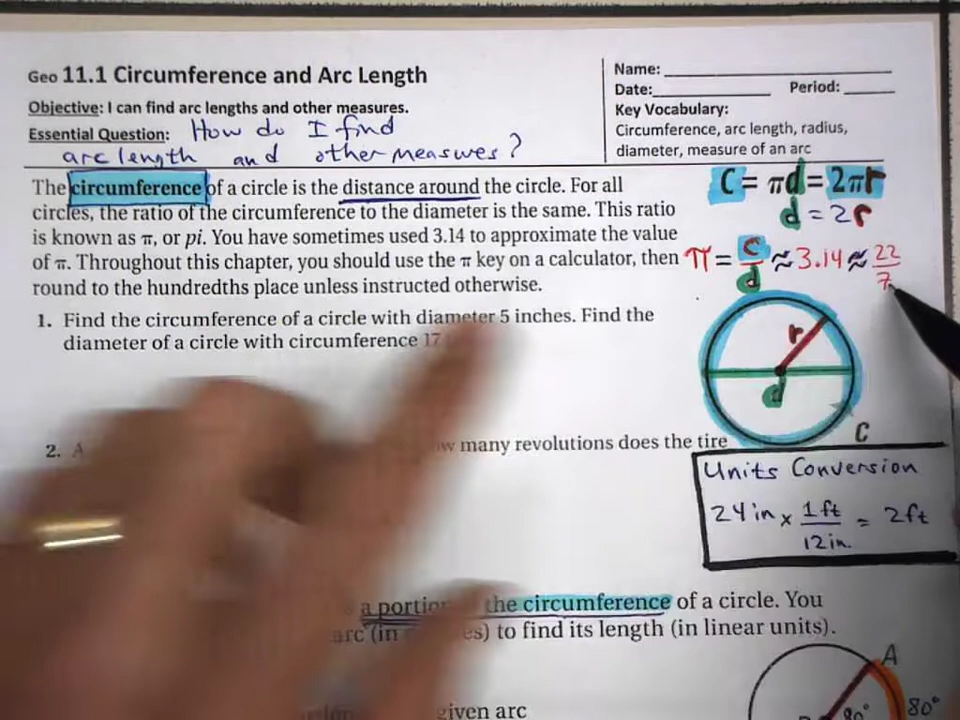 Geo 11.1 Circumference and Arc Length
Objective: I can find arc lengths and other measures.
Essential Question: How do I find
arc length and other measures?
Name: ____
Date: ____ Period: ____
Key Vocabulary:
Circumference, arc length, radius,
diameter, measure of an arc
The circumference of a circle is the distance around the circle. For all
circles, the ratio of the circumference to the diameter is the same. This ratio
is known as π, or pi. You have sometimes used 3.14 to approximate the value
of π. Throughout this chapter, you should use the π key on a calculator, then
round to the hundredths place unless instructed otherwise.
C = πd = 2πr
d = 2r
π = C/d ≈ 3.14 ≈ 22/7
r
d
C
1. Find the circumference of a circle with diameter 5 inches. Find the
diameter of a circle with circumference 17
2. A many revolutions does the tire
Units Conversion
24 in x 1 ft/12 in. = 2 ft
a portion the circumference of a circle. You
arc (in to find its length (in linear units).
given arc
A
80°
80°